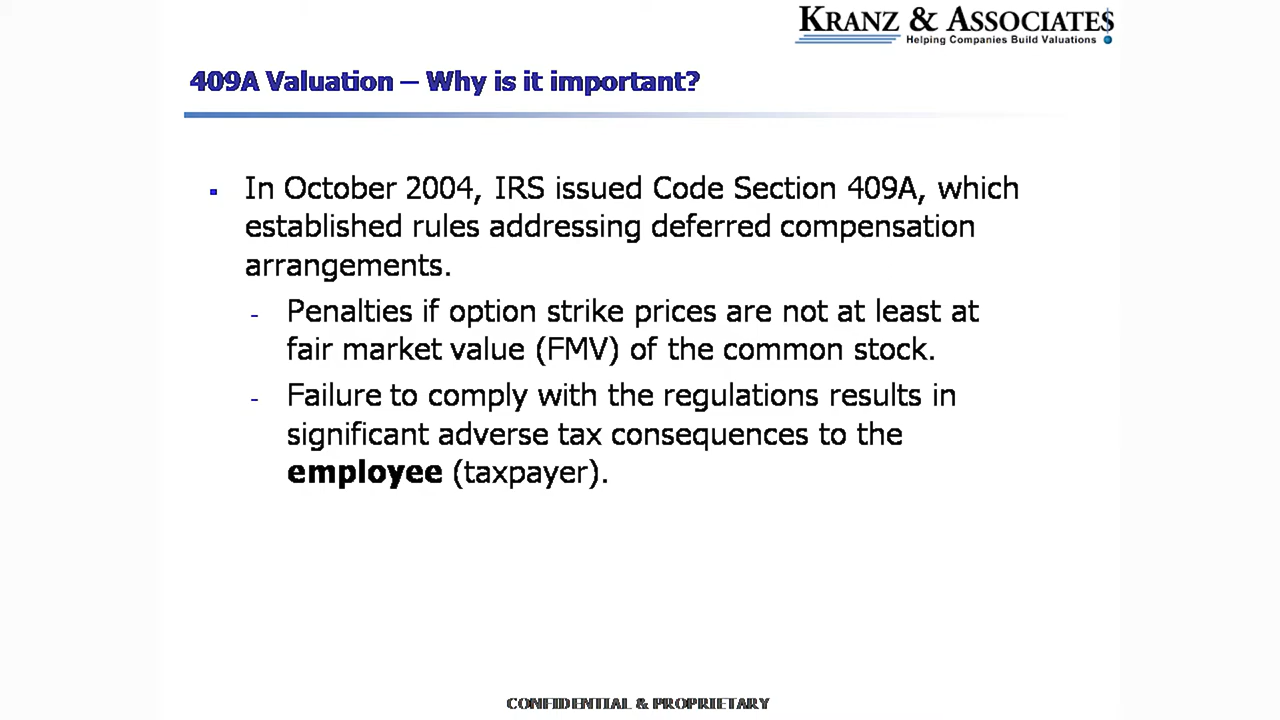 KRANZ & ASSOCIATES
Helping Companies Build Valuations
409A Valuation – Why is it important?
In October 2004, IRS issued Code Section 409A, which
established rules addressing deferred compensation
arrangements.
- Penalties if option strike prices are not at least at
fair market value (FMV) of the common stock.
- Failure to comply with the regulations results in
significant adverse tax consequences to the
employee (taxpayer).
CONFIDENTIAL & PROPRIETARY